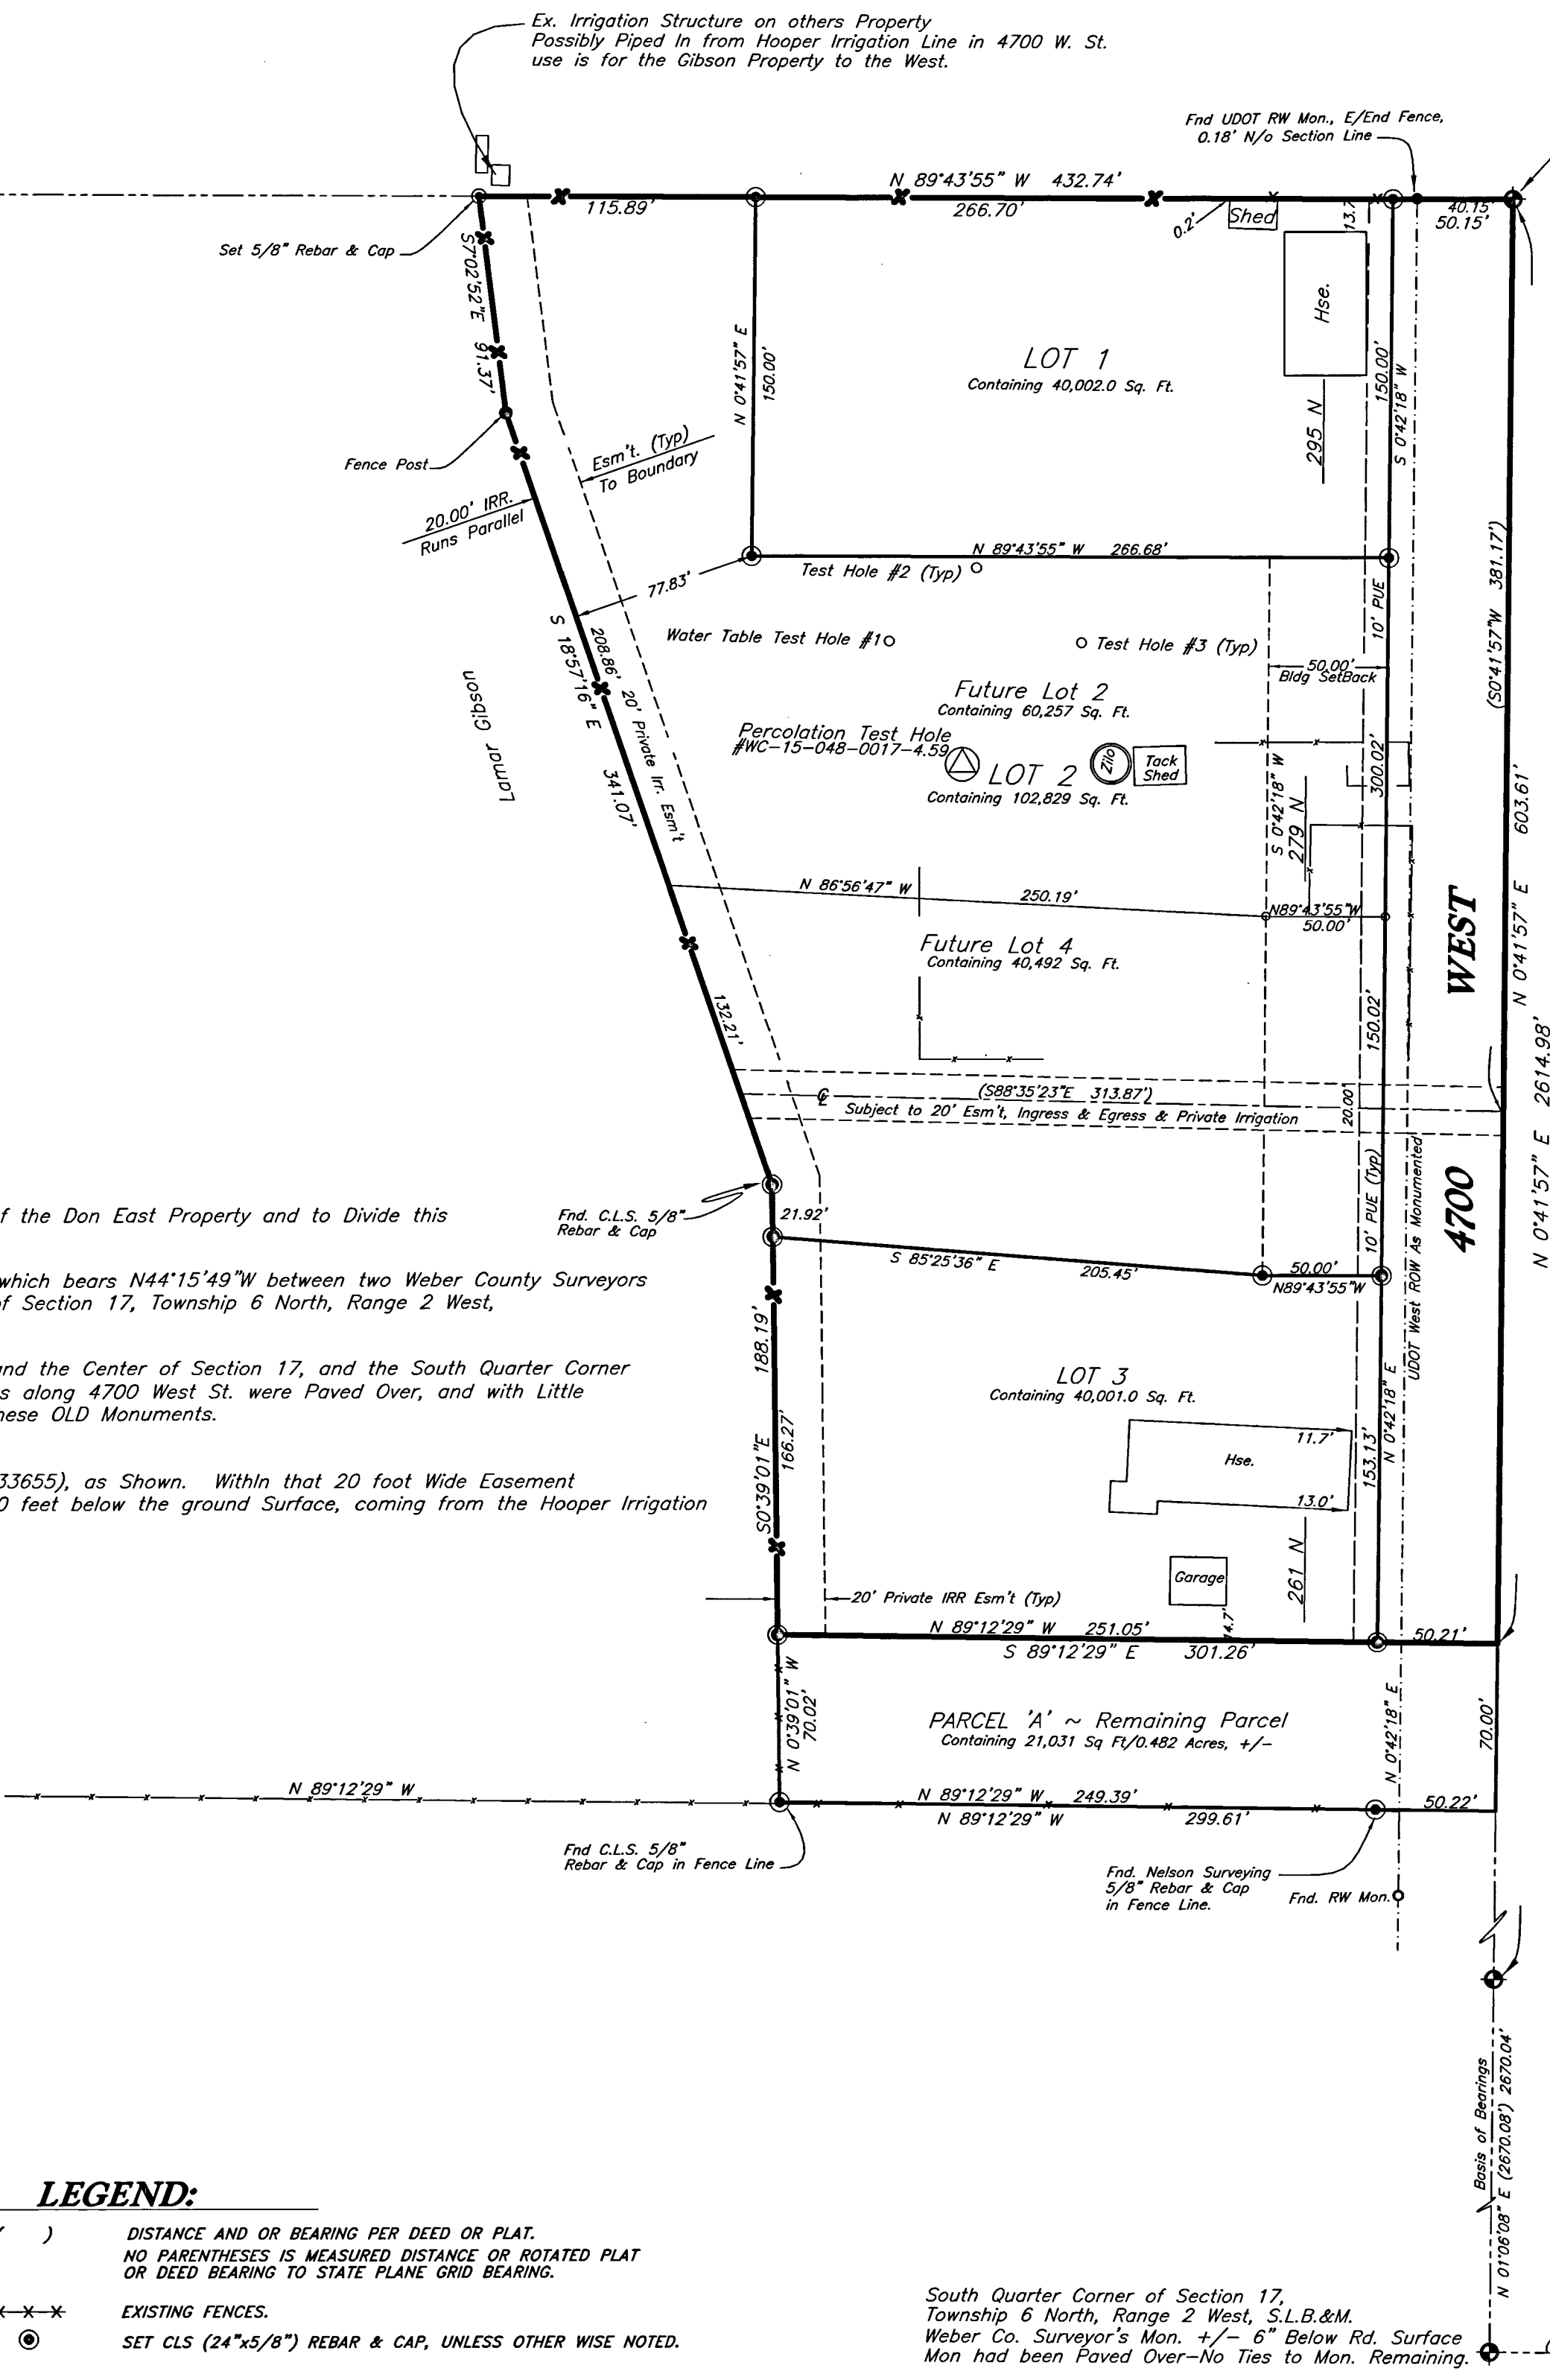 Ex. Irrigation Structure on others Property
Possibly Piped In from Hooper Irrigation Line in 4700 W. St.
use is for the Gibson Property to the West.
Fnd UDOT RW Mon., E/End Fence,
0.18' N/o Section Line
N 89°43'55" W 432.74'
115.89'
266.70'
40.15'
50.15'
0.2'
Shed
13.7'
Set 5/8" Rebar & Cap
S7°02'52"E 91.37'
Hse.
N 0°41'57" E
150.00'
LOT 1
Containing 40,002.0 Sq. Ft.
150.00'
S 0°42'18" W
295 N
Fence Post
Esm't. (Typ)
To Boundary
20.00' IRR.
Runs Parallel
N 89°43'55" W 266.68'
Test Hole #2 (Typ)
77.83'
(S0°41'57"W 381.17')
10' PUE
Water Table Test Hole #1
Test Hole #3 (Typ)
50.00'
Bldg SetBack
S 18°57'16" E 341.07'
208.86'
20' Private Irr. Esm't
Lamar Gibson
Future Lot 2
Containing 60,257 Sq. Ft.
Percolation Test Hole
#WC-15-048-0017-4.59
LOT 2
Containing 102,829 Sq. Ft.
Zilo
Tack
Shed
S 0°42'18" W
279 N
300.02'
N 0°41'57" E 603.61'
N 86°56'47" W 250.19'
N89°43'55"W
50.00'
WEST
Future Lot 4
Containing 40,492 Sq. Ft.
132.21'
150.02'
N 0°41'57" E 2614.98'
(S88°35'23"E 313.87')
Subject to 20' Esm't, Ingress & Egress & Private Irrigation
20.00'
4700
10' PUE (Typ)
UDOT West ROW As Monumented
f the Don East Property and to Divide this
Fnd. C.L.S. 5/8"
Rebar & Cap
21.92'
S 85°25'36" E 205.45'
50.00'
N89°43'55"W
which bears N44°15'49"W between two Weber County Surveyors
of Section 17, Township 6 North, Range 2 West,
188.19'
S0°39'01"E
166.27'
nd the Center of Section 17, and the South Quarter Corner
s along 4700 West St. were Paved Over, and with Little
hese OLD Monuments.
LOT 3
Containing 40,001.0 Sq. Ft.
N 0°42'18" E
153.13'
11.7'
Hse.
13.0'
33655), as Shown. WithIn that 20 foot Wide Easement
0 feet below the ground Surface, coming from the Hooper Irrigation
261 N
Garage
14.7'
20' Private IRR Esm't (Typ)
N 89°12'29" W 251.05'
50.21'
S 89°12'29" E 301.26'
N 0°39'01" W
70.02'
PARCEL 'A' ~ Remaining Parcel
Containing 21,031 Sq Ft/0.482 Acres, +/-
N 0°42'18" E
70.00'
N 89°12'29" W
N 89°12'29" W 249.39'
50.22'
N 89°12'29" W 299.61'
Fnd C.L.S. 5/8"
Rebar & Cap in Fence Line
Fnd. Nelson Surveying
5/8" Rebar & Cap
in Fence Line.
Fnd. RW Mon.
Basis of Bearings
N 01°06'08" E (2670.08') 2670.04'
LEGEND:
( ) DISTANCE AND OR BEARING PER DEED OR PLAT.
NO PARENTHESES IS MEASURED DISTANCE OR ROTATED PLAT
OR DEED BEARING TO STATE PLANE GRID BEARING.
EXISTING FENCES.
SET CLS (24"x5/8") REBAR & CAP, UNLESS OTHER WISE NOTED.
South Quarter Corner of Section 17,
Township 6 North, Range 2 West, S.L.B.&M.
Weber Co. Surveyor's Mon. +/- 6" Below Rd. Surface
Mon had been Paved Over-No Ties to Mon. Remaining.